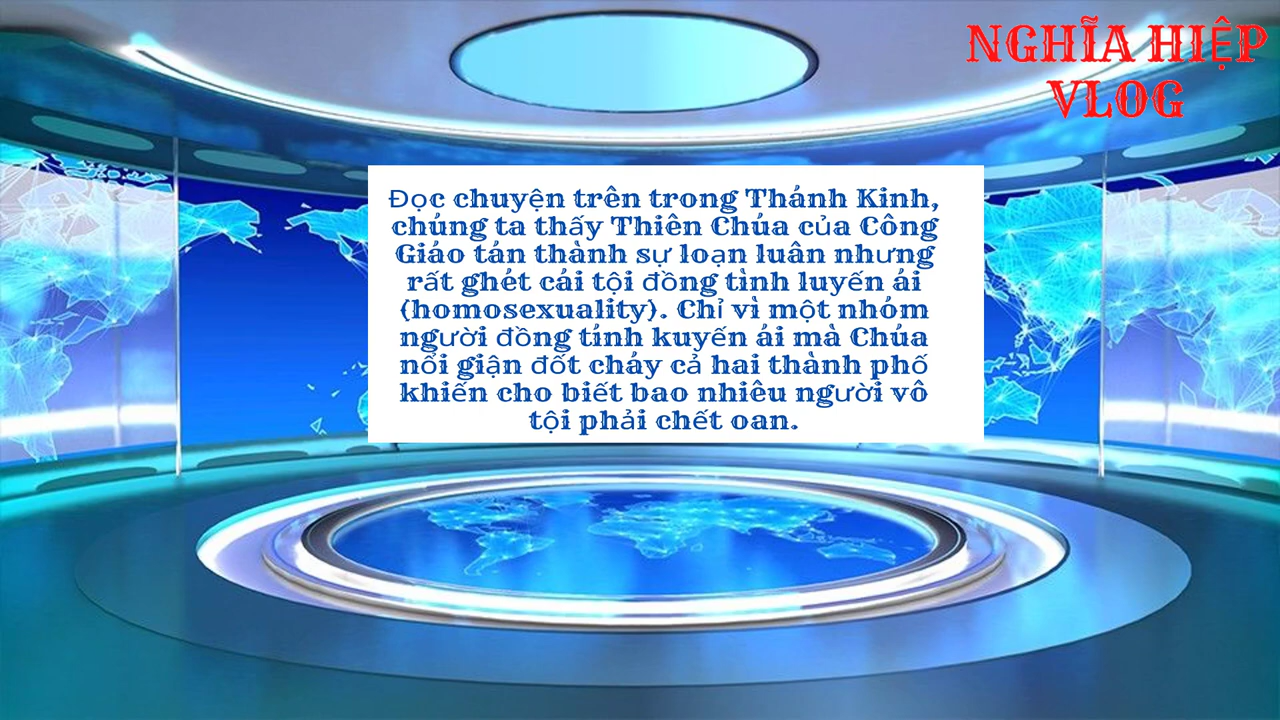 NGHĨA HIỆP
VLOG
Đọc chuyện trên trong Thánh Kinh,
chúng ta thấy Thiên Chúa của Công
Giáo tán thành sự loạn luân nhưng
rất ghét cái tội đồng tình luyến ái
(homosexuality). Chỉ vì một nhóm
người đồng tính kuyến ái mà Chúa
nổi giận đốt cháy cả hai thành phố
khiến cho biết bao nhiêu người vô
tội phải chết oan.